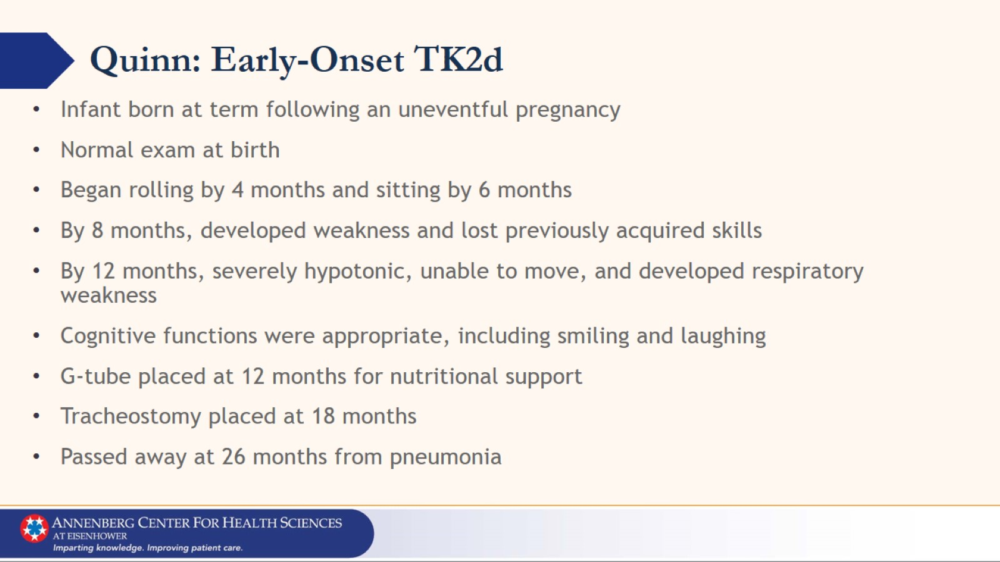 Quinn: Early-Onset TK2d
• Infant born at term following an uneventful pregnancy
• Normal exam at birth
• Began rolling by 4 months and sitting by 6 months
• By 8 months, developed weakness and lost previously acquired skills
• By 12 months, severely hypotonic, unable to move, and developed respiratory
weakness
• Cognitive functions were appropriate, including smiling and laughing
• G-tube placed at 12 months for nutritional support
• Tracheostomy placed at 18 months
• Passed away at 26 months from pneumonia
ANNENBERG CENTER FOR HEALTH SCIENCES
AT EISENHOWER
Imparting knowledge. Improving patient care.